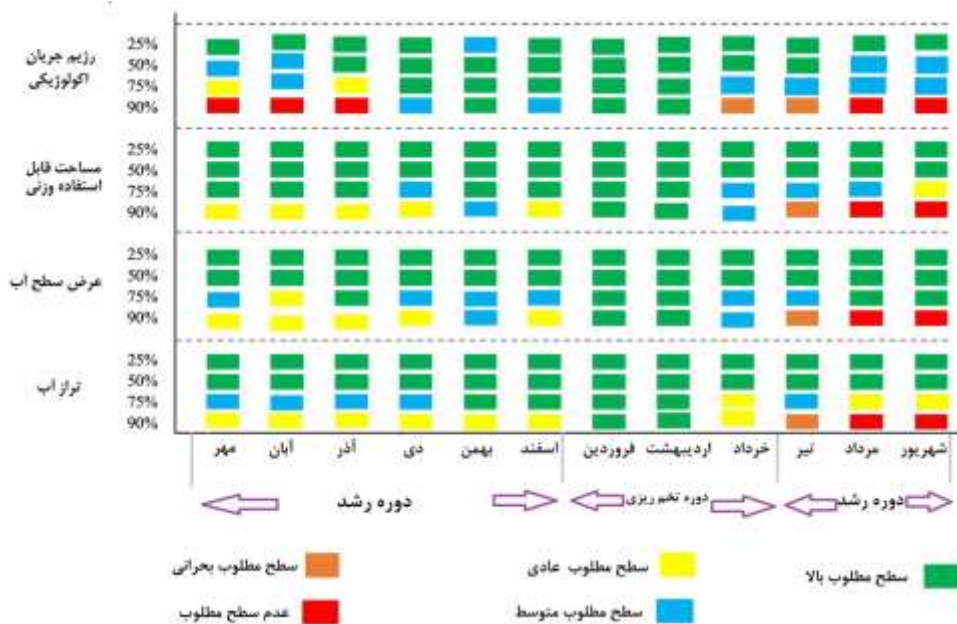 رژیم جریان
اکولوژیکی
25%
50%
75%
90%
مساحت قابل
استفاده وزنی
25%
50%
75%
90%
عرض سطح آب
25%
50%
75%
90%
تراز آب
25%
50%
75%
90%
مهر آبان آذر دی بهمن اسفند فروردین اردیبهشت خرداد تیر مرداد شهریور
دوره رشد دوره تخم ریزی دوره رشد
سطح مطلوب بالا سطح مطلوب عادی سطح مطلوب بحرانی
سطح مطلوب متوسط عدم سطح مطلوب